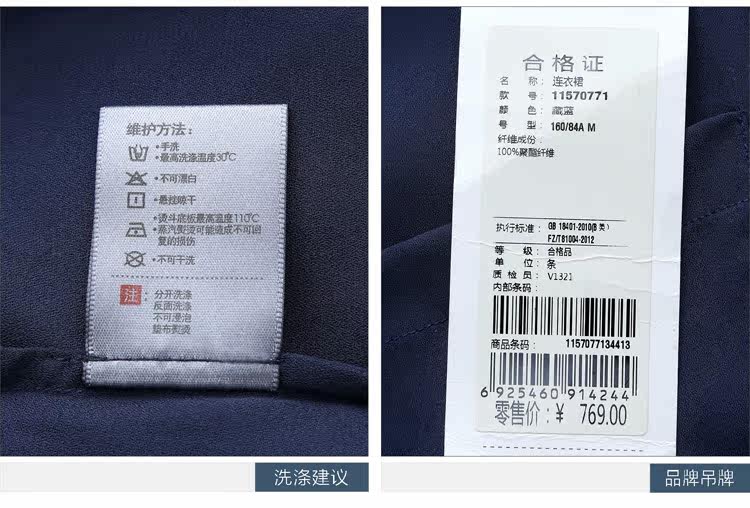 维护方法：
•手洗
•最高洗涤温度30℃
•不可漂白
•悬挂晾干
•熨斗底板最高温度110℃
•蒸汽熨烫可能造成不可回
复的损伤
•不可干洗
注：
分开洗涤
反面洗涤
不可浸泡
垫布熨烫
洗涤建议
合格证
名 称：连衣裙
款 号：11570771
颜 色：藏蓝
号 型：160/84A M
纤维成份：
100%聚酯纤维
执行标准：GB 18401-2010(B 类)
FZ/T81004-2012
等 级：合格品
单 位：条
质 检 员：V1321
内部条码：
商品条码：1157077134413
6 925460 914244
零售价：¥ 769.00
品牌吊牌